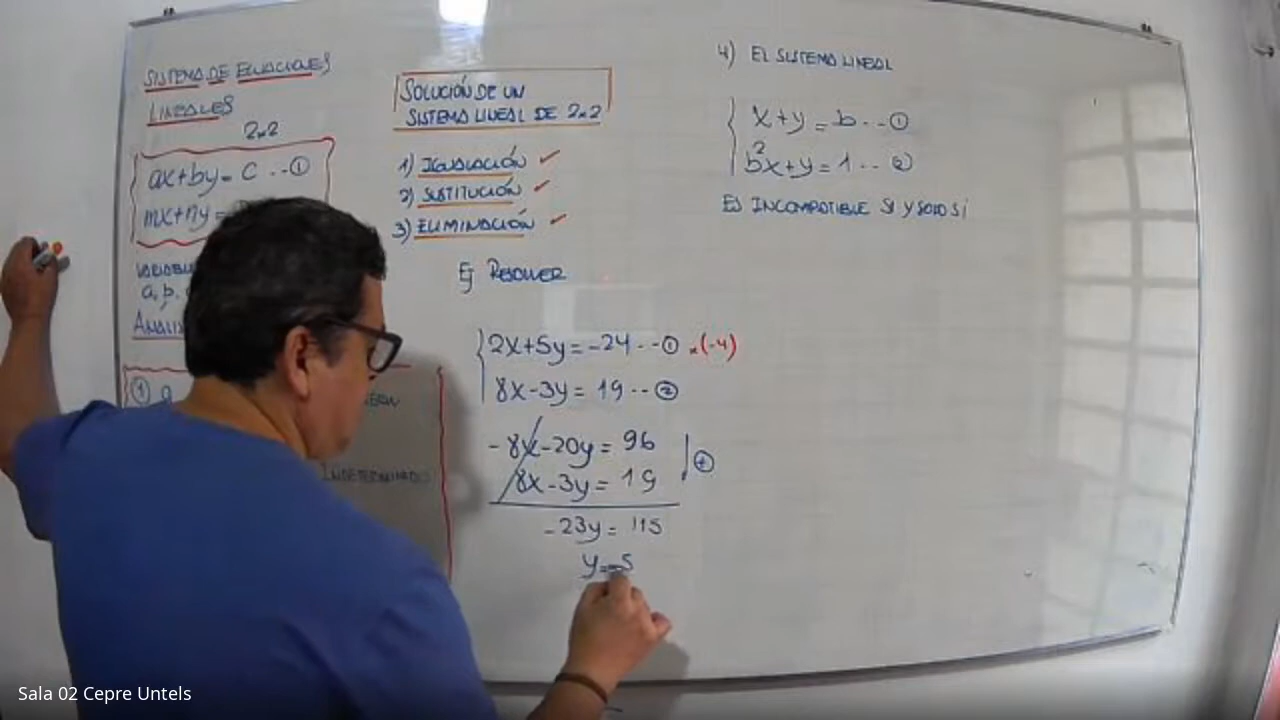 SISTEMA DE ECUACIONES
LINEALES
2x2
ax+by= C --①
mx+ny=
a, b,
①
INDETERMINADO
SOLUCIÓN DE UN
SISTEMA LINEAL DE 2x2
1) IGUALACIÓN ✓
2) SUSTITUCIÓN ✓
3) ELIMINACIÓN ✓
Ej RESOLVER
2x+5y=-24 --① x(-4)
8x-3y= 19 --②
-8x-20y= 96
8x-3y= 19
⊕
-23y= 115
y=-5
4) EL SISTEMA LINEAL
x+y=b --①
b²x+y=1 --②
ES INCOMPATIBLE SI Y SOLO SÍ
Sala 02 Cepre Untels